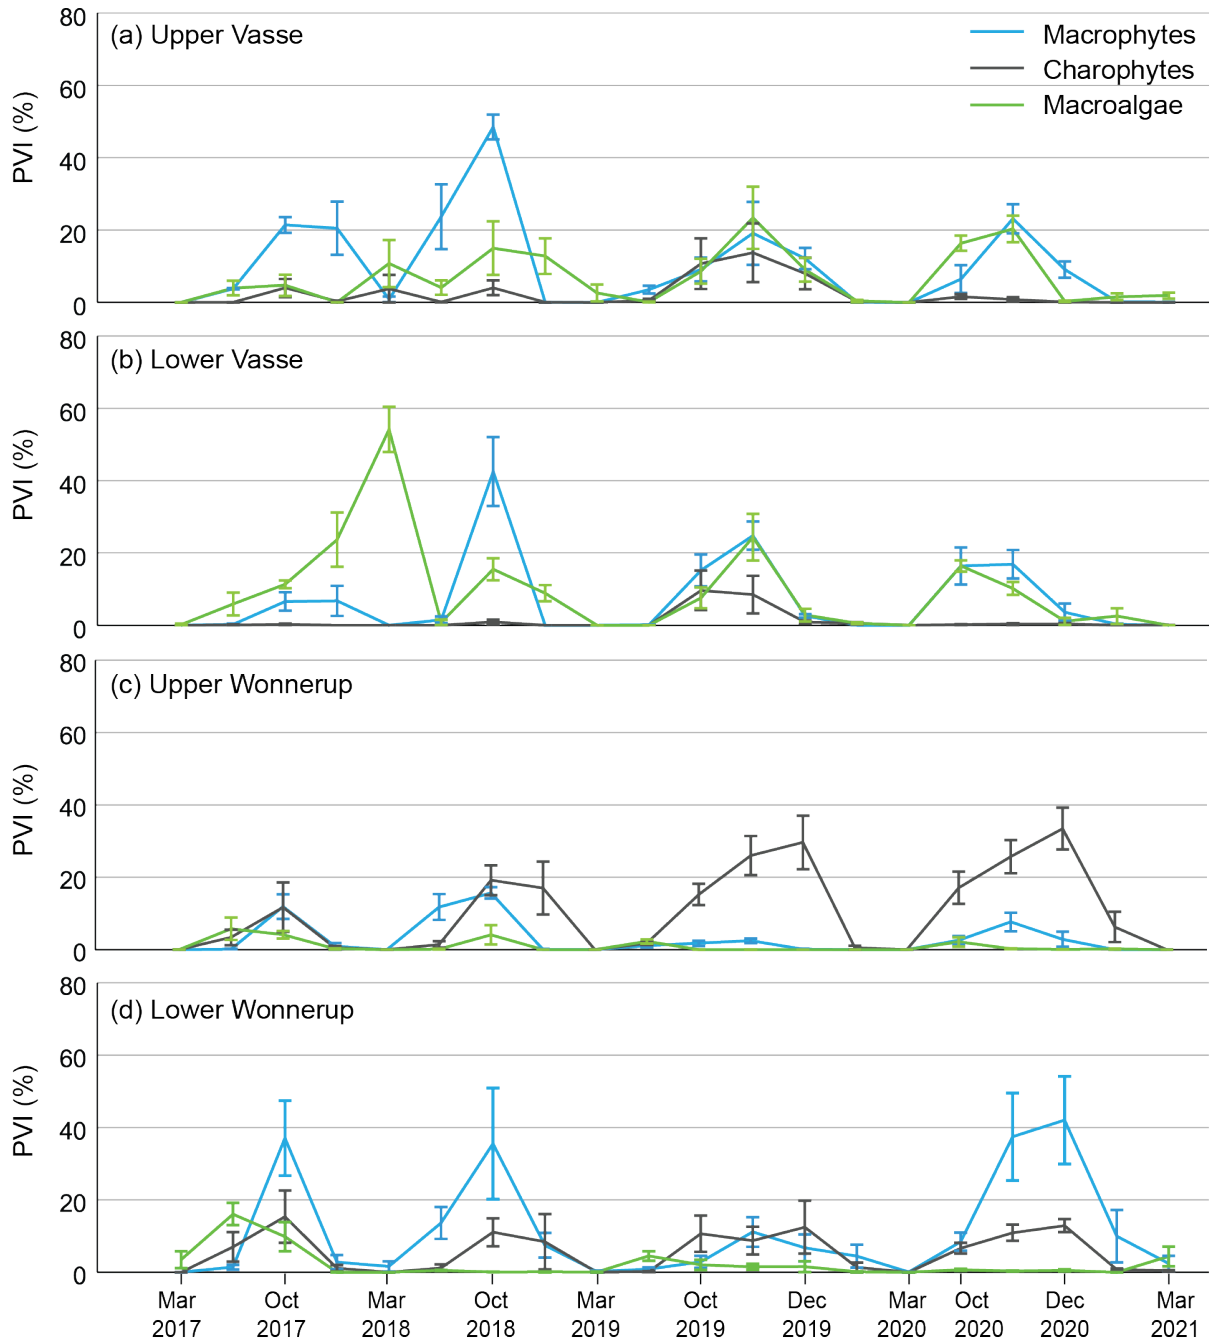 (a) Upper Vasse
Macrophytes
Charophytes
Macroalgae
PVI (%)
80
60
40
20
0
(b) Lower Vasse
PVI (%)
80
60
40
20
0
(c) Upper Wonnerup
PVI (%)
80
60
40
20
0
(d) Lower Wonnerup
PVI (%)
80
60
40
20
0
Mar Oct Mar Oct Mar Oct Dec Mar Oct Dec Mar
2017 2017 2018 2018 2019 2019 2019 2020 2020 2020 2021